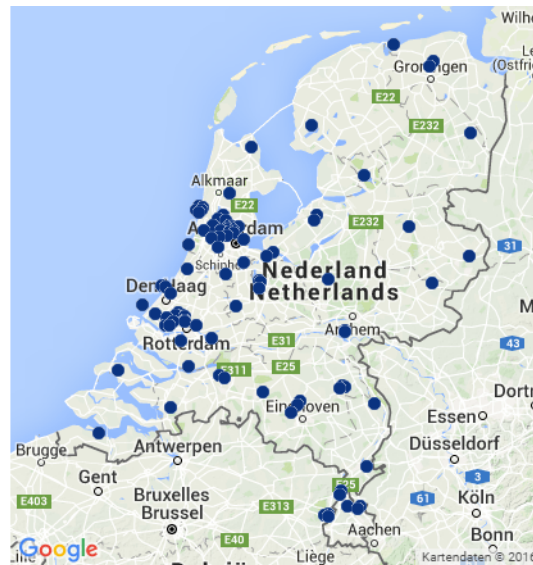 Wilhe
Groningen
(Ostfrie
E22
E232
Alkmaar
E22
E232
31
Schiphol
Nederland
Netherlands
Den Haag
Arnhem
Rotterdam
E31
43
E311
E25
Dortm
Eindhoven
Essen
Brugge
Antwerpen
Düsseldorf
Gent
E25
3
E403
Bruxelles
Brussel
E313
61
Köln
E40
Aachen
Bonn
Liège
Google
Kartendaten © 2016